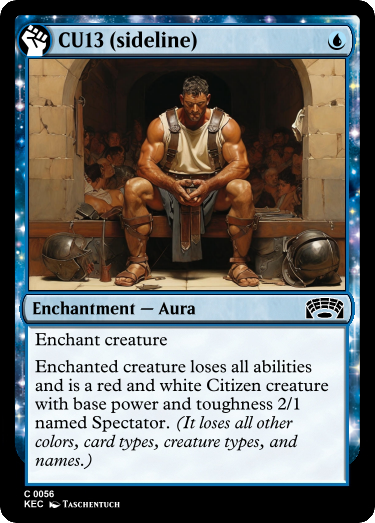 CU13 (sideline)
Enchantment — Aura
Enchant creature
Enchanted creature loses all abilities
and is a red and white Citizen creature
with base power and toughness 2/1
named Spectator. (It loses all other
colors, card types, creature types, and
names.)
C 0056
KEC Taschentuch